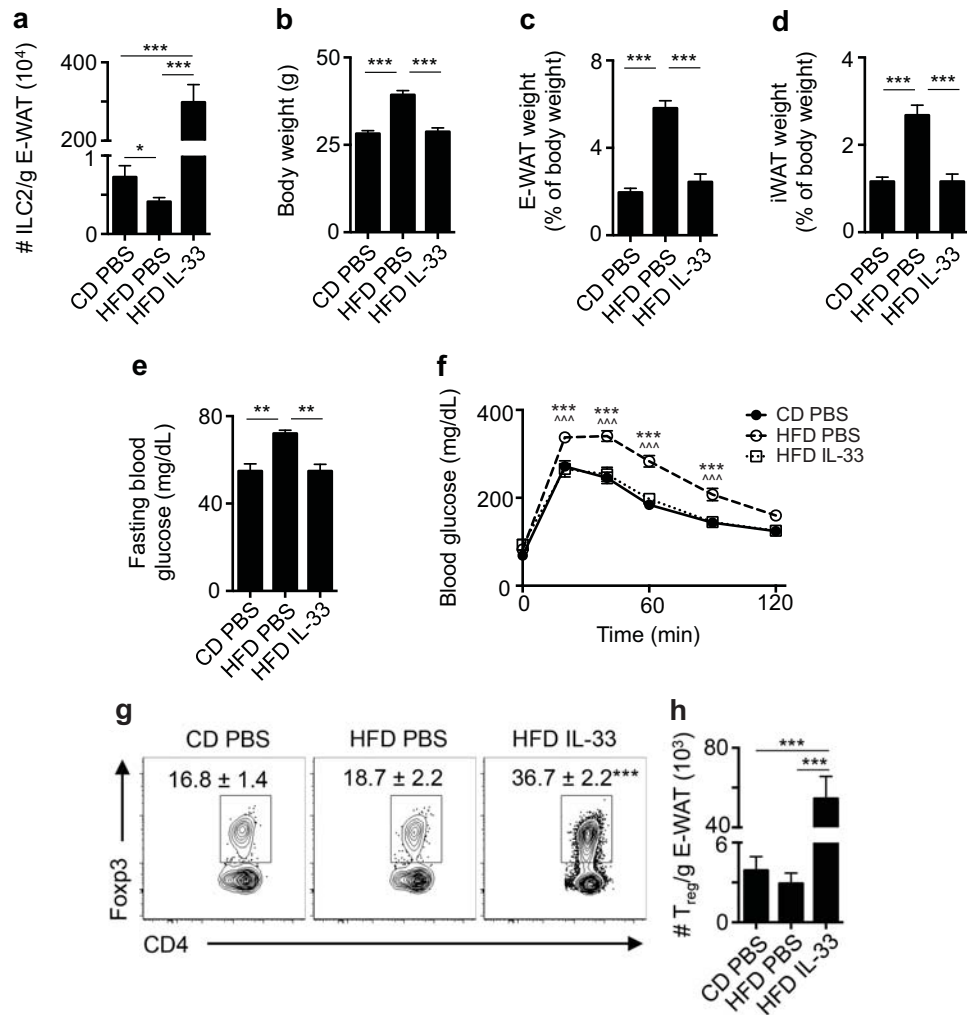 a
# ILC2/g E-WAT (10⁴)
400
200
1
0
***
***
*
CD PBS
HFD PBS
HFD IL-33
b
Body weight (g)
50
25
0
***
***
CD PBS
HFD PBS
HFD IL-33
c
E-WAT weight
(% of body weight)
8
4
0
***
***
CD PBS
HFD PBS
HFD IL-33
d
iWAT weight
(% of body weight)
4
2
0
***
***
CD PBS
HFD PBS
HFD IL-33
e
Fasting blood
glucose (mg/dL)
80
40
0
**
**
CD PBS
HFD PBS
HFD IL-33
f
Blood glucose (mg/dL)
400
200
0
***
^^^
***
^^^
***
^^^
***
^^^
CD PBS
HFD PBS
HFD IL-33
0
60
120
Time (min)
g
CD PBS
HFD PBS
HFD IL-33
16.8 ± 1.4
18.7 ± 2.2
36.7 ± 2.2***
Foxp3
CD4
h
# Treg/g E-WAT (10³)
80
40
6
0
***
***
CD PBS
HFD PBS
HFD IL-33